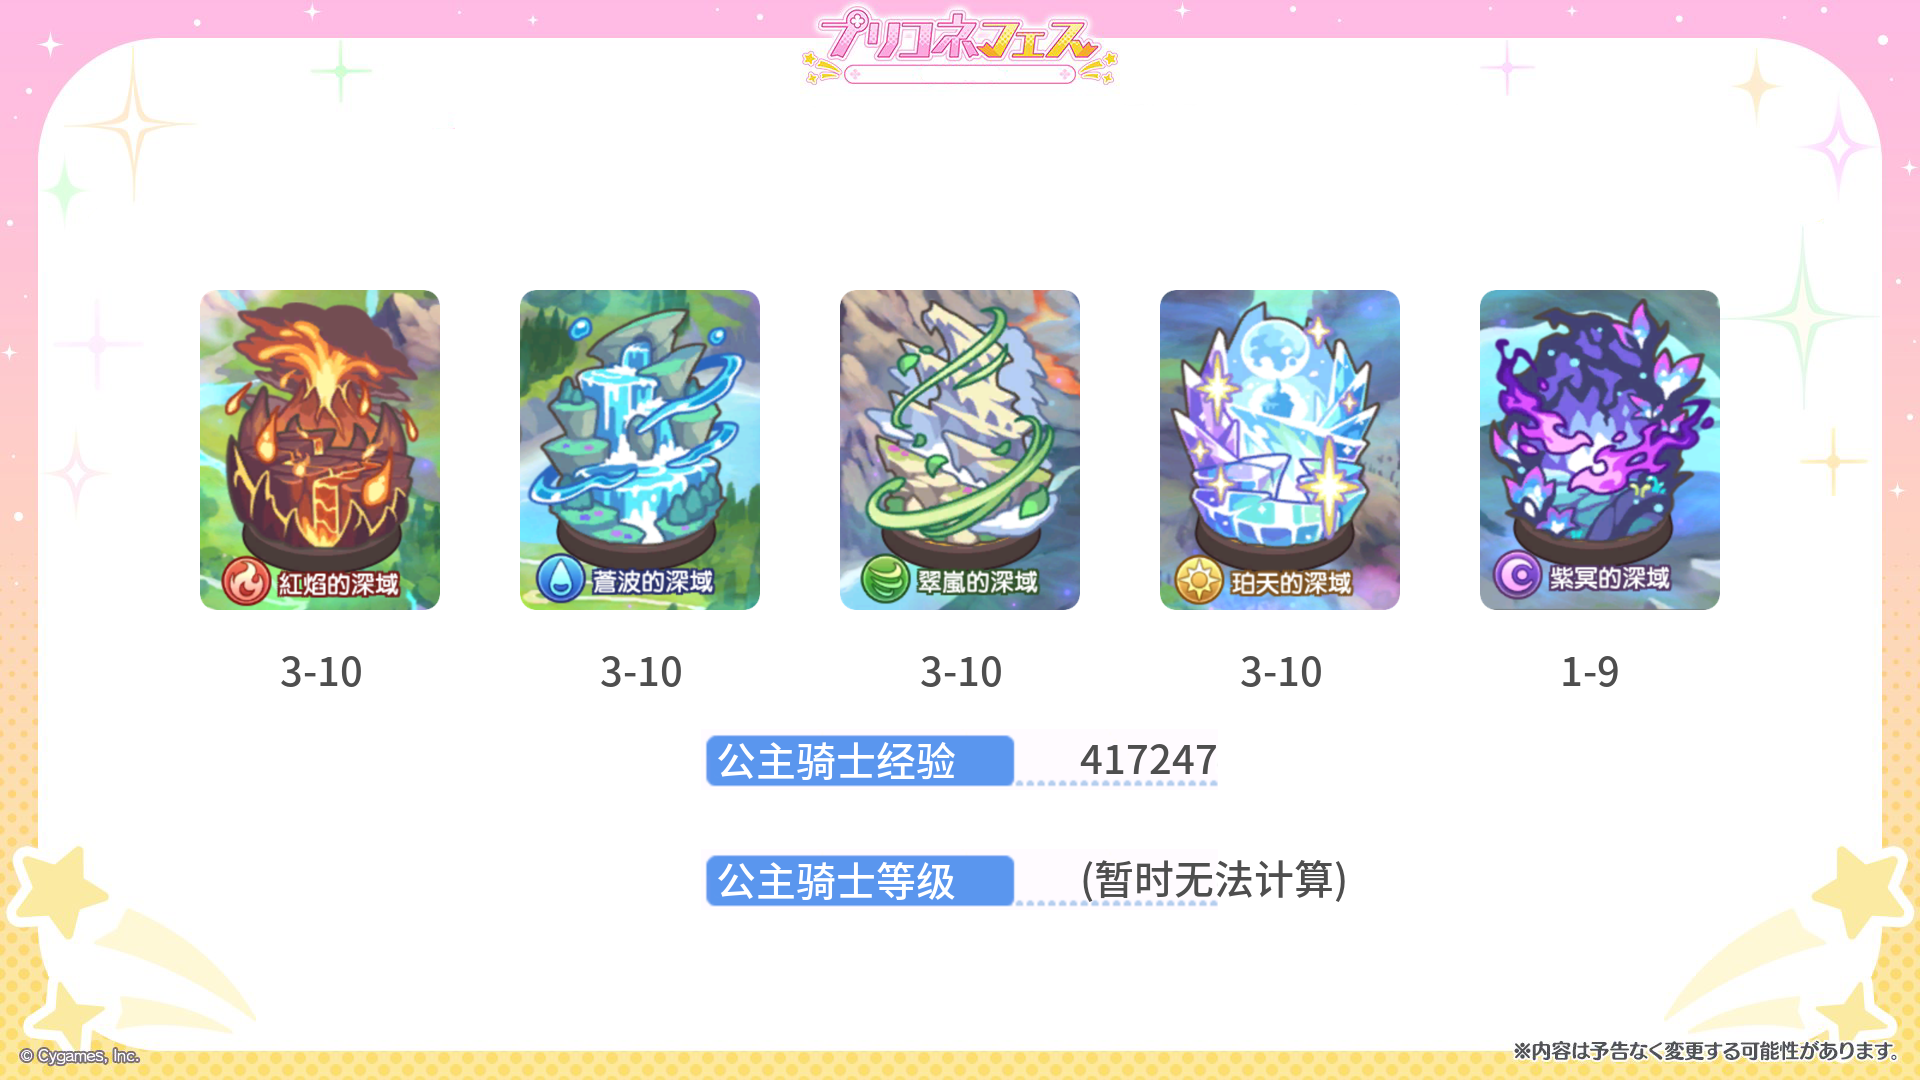 プリコネフェス
紅焰的深域
蒼波的深域
翠嵐的深域
珀天的深域
紫冥的深域
3-10
3-10
3-10
3-10
1-9
公主骑士经验
417247
公主骑士等级
(暂时无法计算)
© Cygames, Inc.
※内容は予告なく変更する可能性があります。